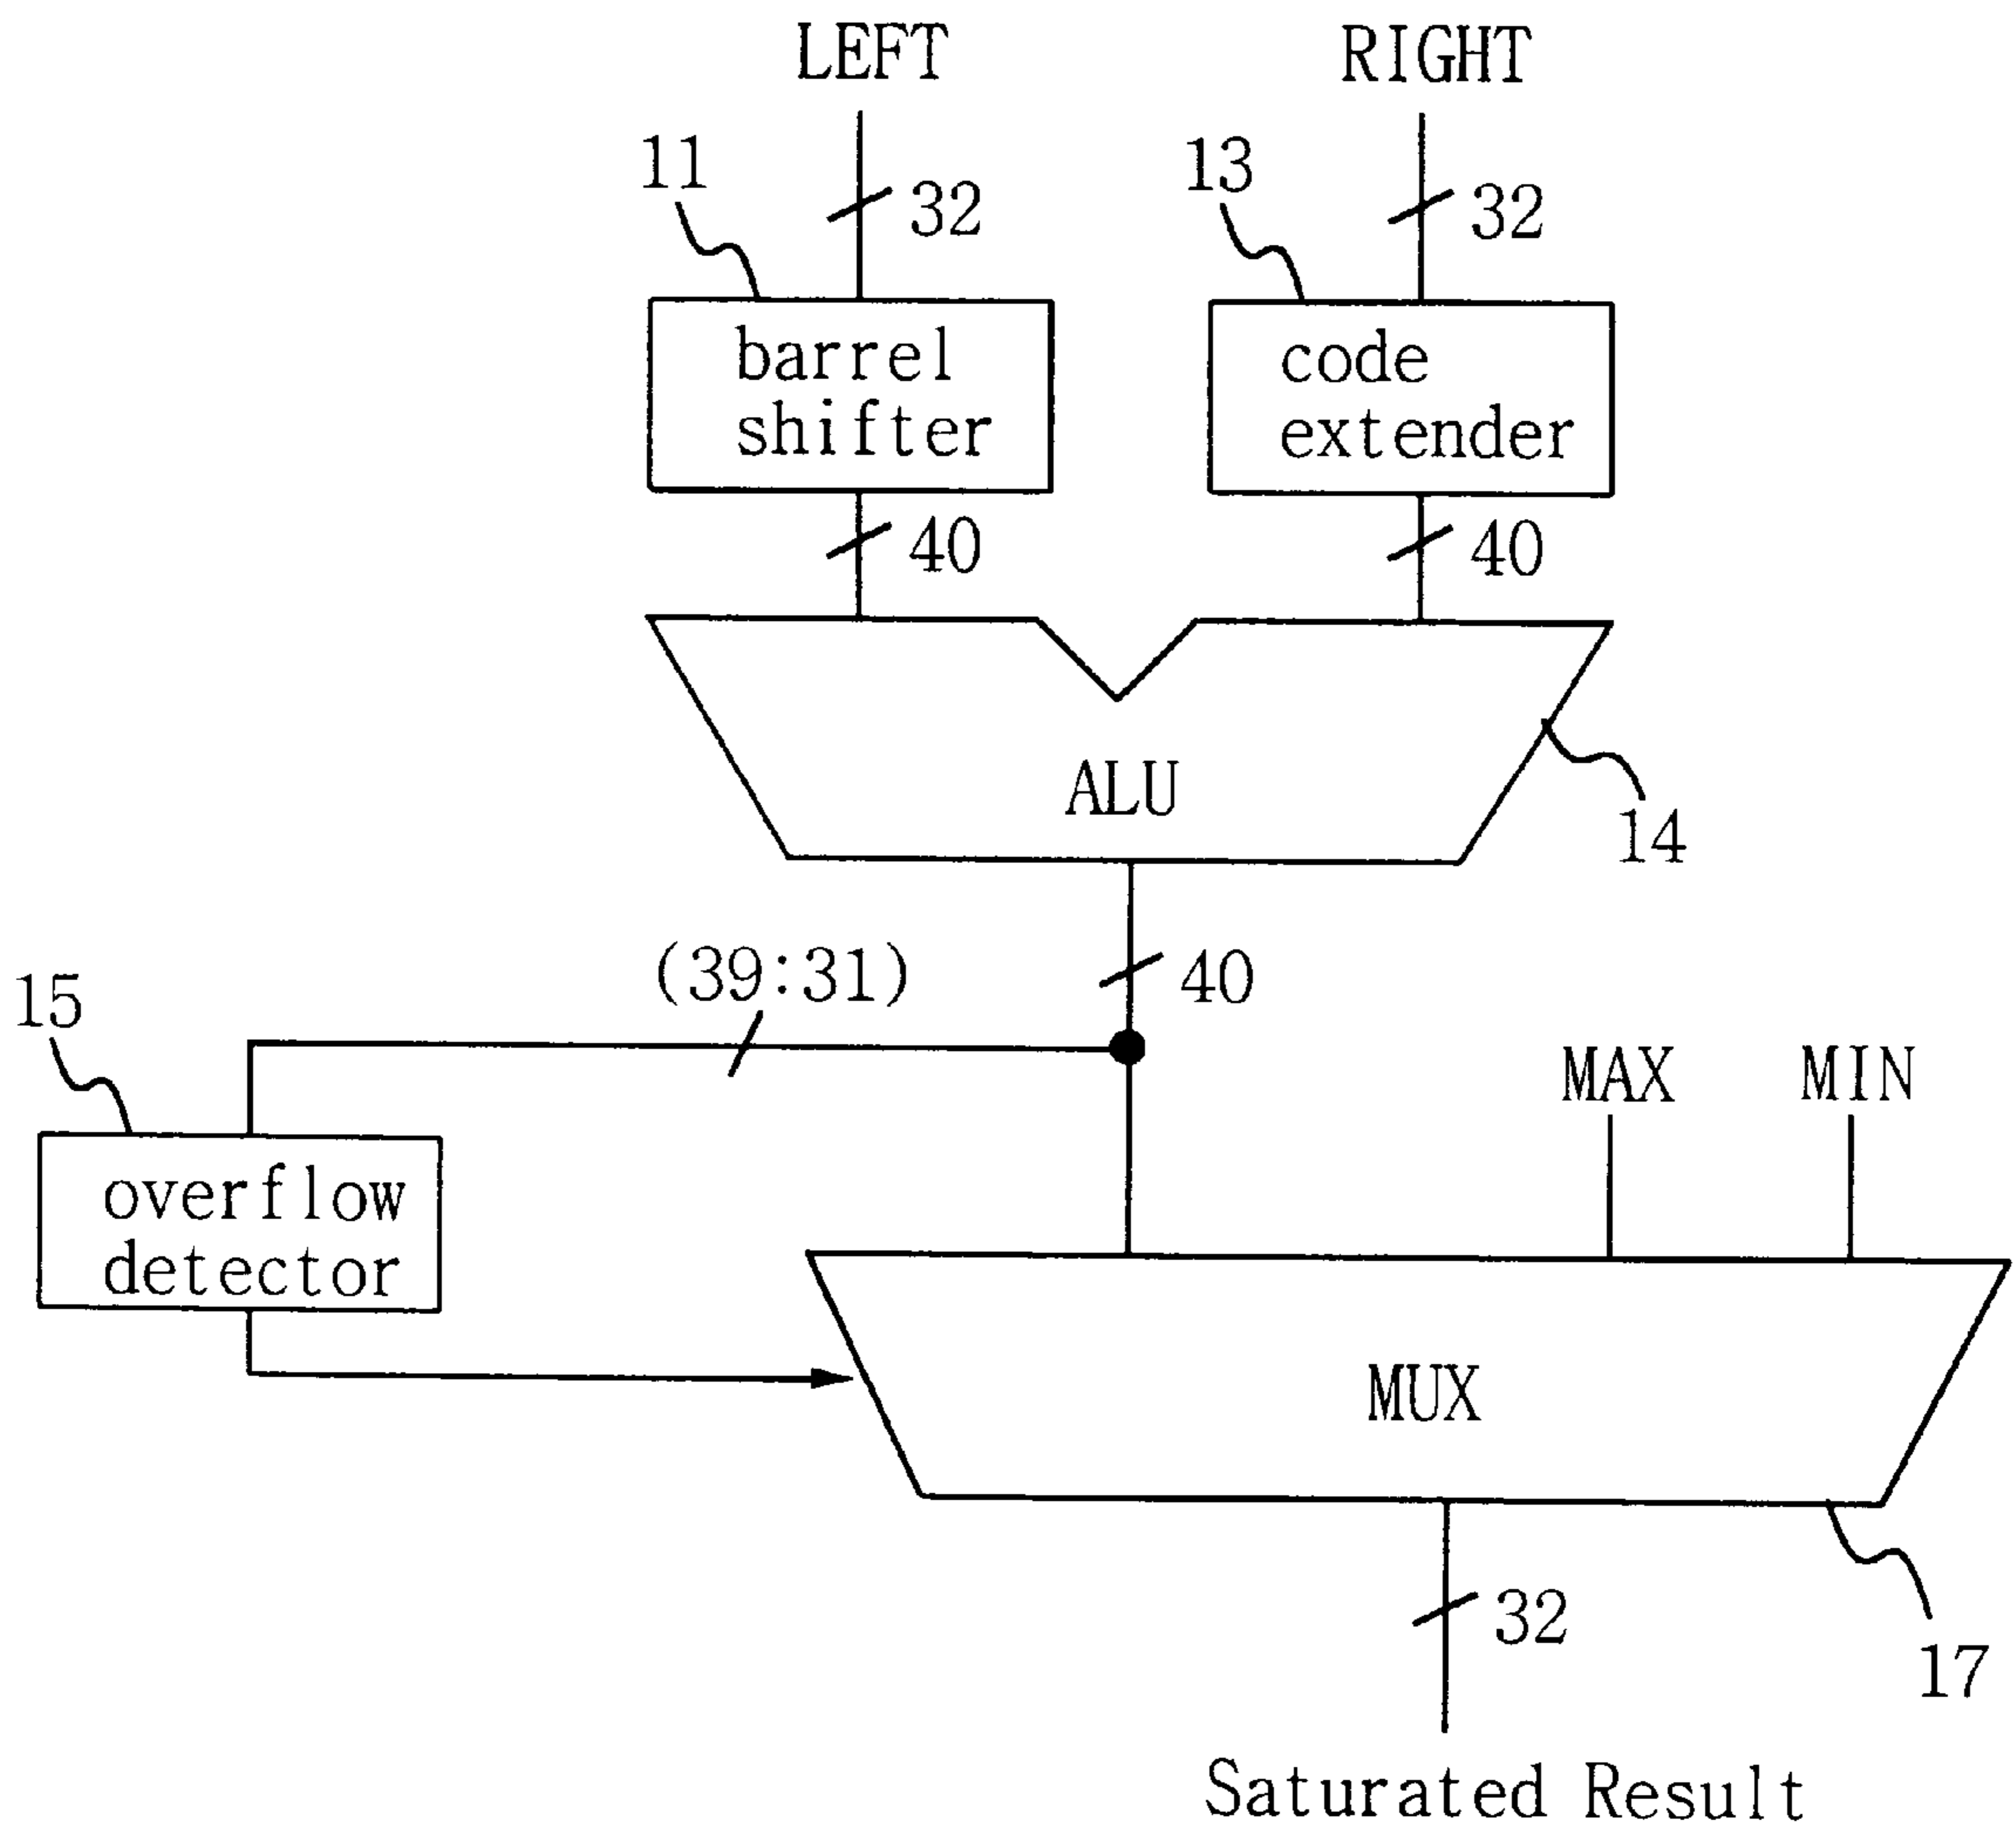 LEFT
RIGHT
11
32
13
32
barrel
shifter
code
extender
40
40
ALU
14
(39:31)
40
15
MAX
MIN
overflow
detector
MUX
32
17
Saturated Result